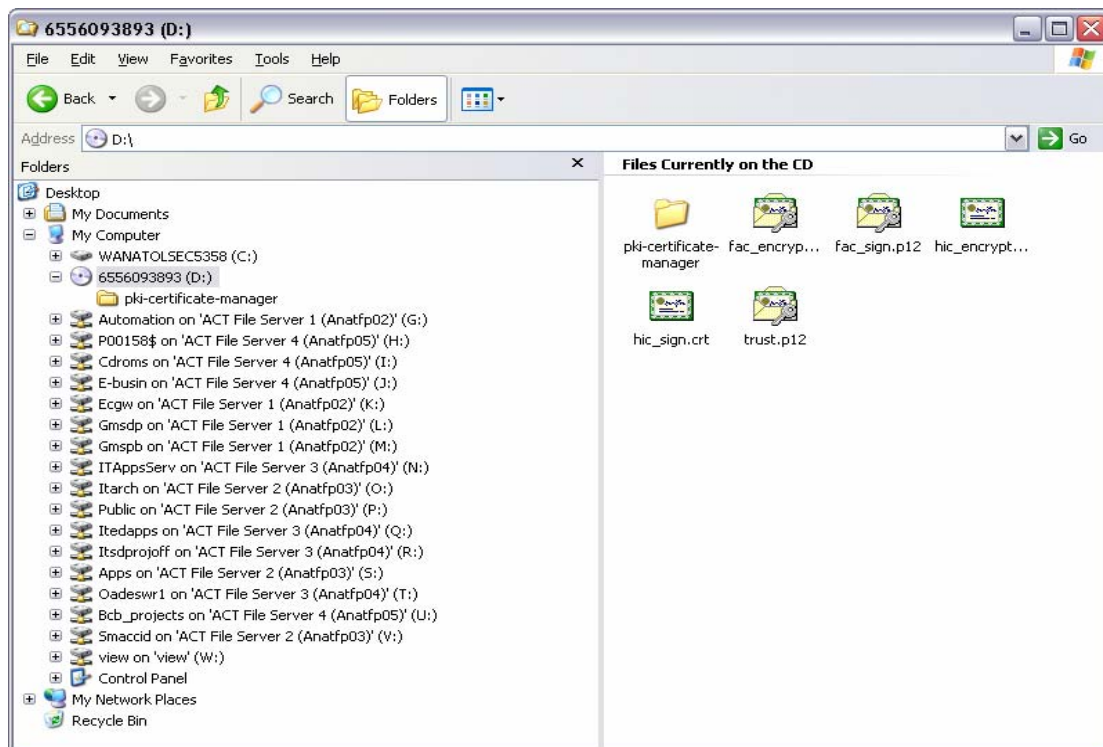 6556093893 (D:)
File Edit View Favorites Tools Help
Back Search Folders
Address D:\ Go
Folders
Desktop
My Documents
My Computer
WANATOLSEC5358 (C:)
6556093893 (D:)
pki-certificate-manager
Automation on 'ACT File Server 1 (Anatfp02)' (G:)
P00158$ on 'ACT File Server 4 (Anatfp05)' (H:)
Cdroms on 'ACT File Server 4 (Anatfp05)' (I:)
E-busin on 'ACT File Server 4 (Anatfp05)' (J:)
Ecgw on 'ACT File Server 1 (Anatfp02)' (K:)
Gmsdp on 'ACT File Server 1 (Anatfp02)' (L:)
Gmspb on 'ACT File Server 1 (Anatfp02)' (M:)
ITAppsServ on 'ACT File Server 3 (Anatfp04)' (N:)
Itarch on 'ACT File Server 2 (Anatfp03)' (O:)
Public on 'ACT File Server 2 (Anatfp03)' (P:)
Itedapps on 'ACT File Server 3 (Anatfp04)' (Q:)
Itsdprojoff on 'ACT File Server 3 (Anatfp04)' (R:)
Apps on 'ACT File Server 2 (Anatfp03)' (S:)
Oadeswr1 on 'ACT File Server 3 (Anatfp04)' (T:)
Bcb_projects on 'ACT File Server 4 (Anatfp05)' (U:)
Smaccid on 'ACT File Server 2 (Anatfp03)' (V:)
view on 'view' (W:)
Control Panel
My Network Places
Recycle Bin
Files Currently on the CD
pki-certificate- fac_encryp... fac_sign.p12 hic_encrypt...
manager
hic_sign.crt trust.p12